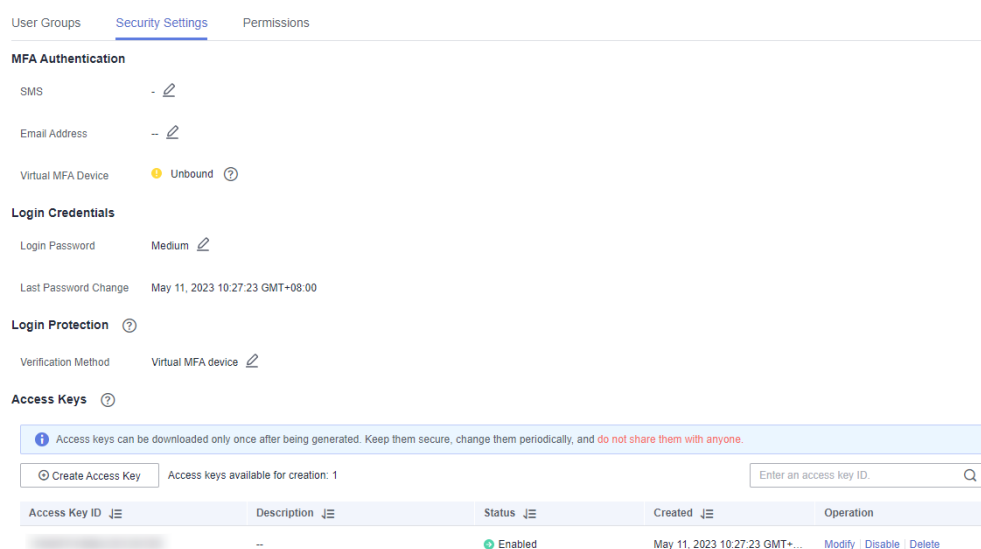 User Groups Security Settings Permissions
MFA Authentication
SMS -
Email Address --
Virtual MFA Device ! Unbound ?
Login Credentials
Login Password Medium
Last Password Change May 11, 2023 10:27:23 GMT+08:00
Login Protection ?
Verification Method Virtual MFA device
Access Keys ?
i Access keys can be downloaded only once after being generated. Keep them secure, change them periodically, and do not share them with anyone.
Create Access Key Access keys available for creation: 1 Enter an access key ID.
Access Key ID Description Status Created Operation
-- Enabled May 11, 2023 10:27:23 GMT+... Modify | Disable | Delete